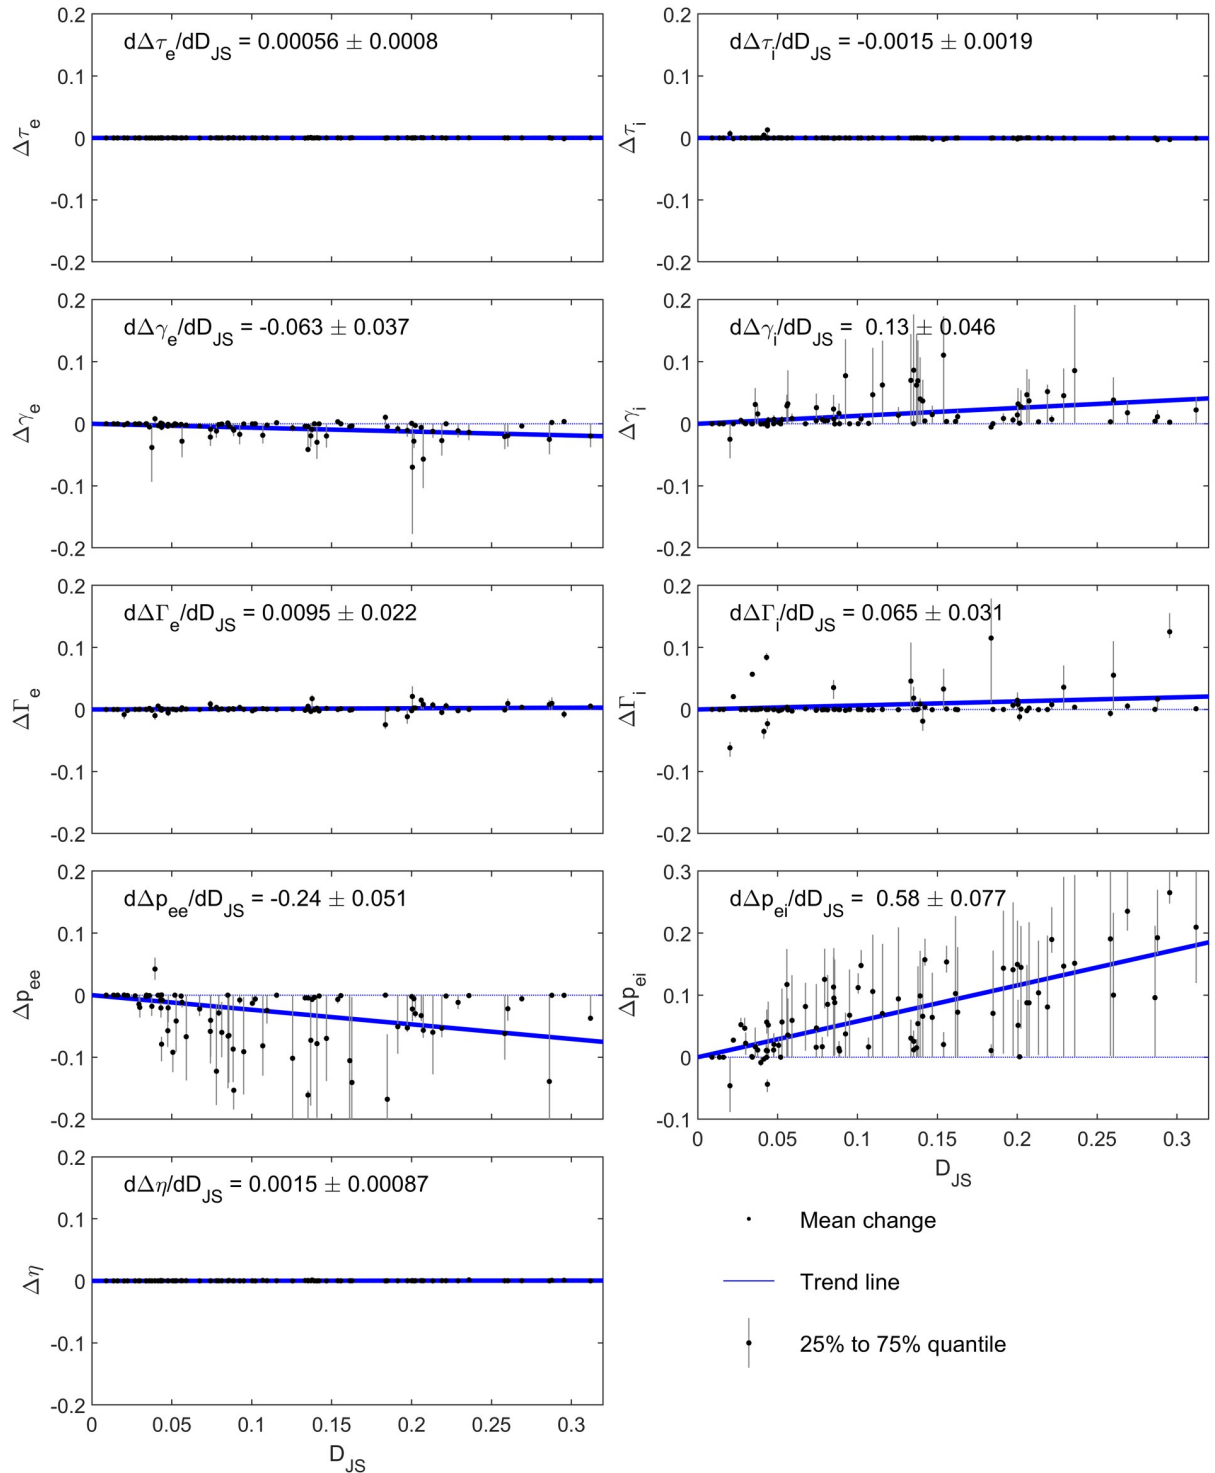 0.2
0.1
0
-0.1
-0.2
Δτe
dΔτe/dDJS = 0.00056 ± 0.0008
0.2
0.1
0
-0.1
-0.2
Δτi
dΔτi/dDJS = -0.0015 ± 0.0019
0.2
0.1
0
-0.1
-0.2
Δγe
dΔγe/dDJS = -0.063 ± 0.037
0.2
0.1
0
-0.1
-0.2
Δγi
dΔγi/dDJS = 0.13 ± 0.046
0.2
0.1
0
-0.1
-0.2
ΔΓe
dΔΓe/dDJS = 0.0095 ± 0.022
0.2
0.1
0
-0.1
-0.2
ΔΓi
dΔΓi/dDJS = 0.065 ± 0.031
0.2
0.1
0
-0.1
-0.2
Δpee
dΔpee/dDJS = -0.24 ± 0.051
0.3
0.2
0.1
0
-0.1
Δpei
dΔpei/dDJS = 0.58 ± 0.077
0 0.05 0.1 0.15 0.2 0.25 0.3
DJS
0.2
0.1
0
-0.1
-0.2
Δη
dΔη/dDJS = 0.0015 ± 0.00087
0 0.05 0.1 0.15 0.2 0.25 0.3
DJS
Mean change
Trend line
25% to 75% quantile